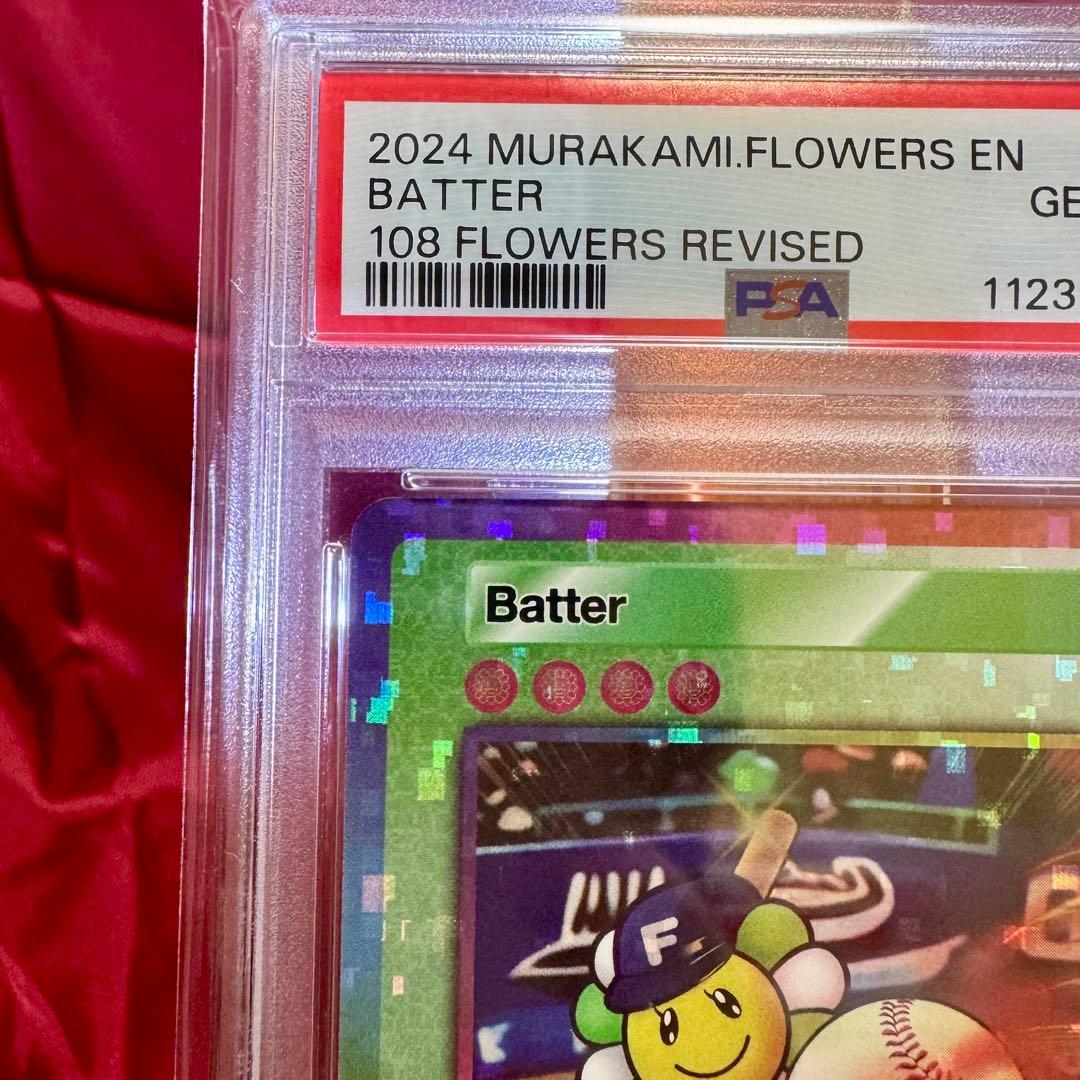 2024 MURAKAMI.FLOWERS EN
BATTER
GE
108 FLOWERS REVISED
PSA
1123
Batter
F